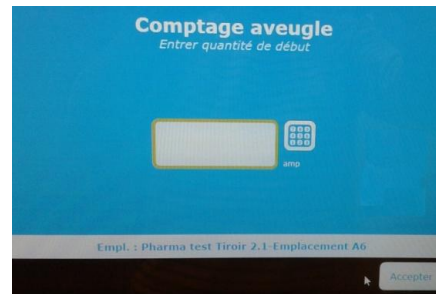 Comptage aveugle
Entrer quantité de début
amp
Empl. : Pharma test Tiroir 2.1-Emplacement A6
Accepter